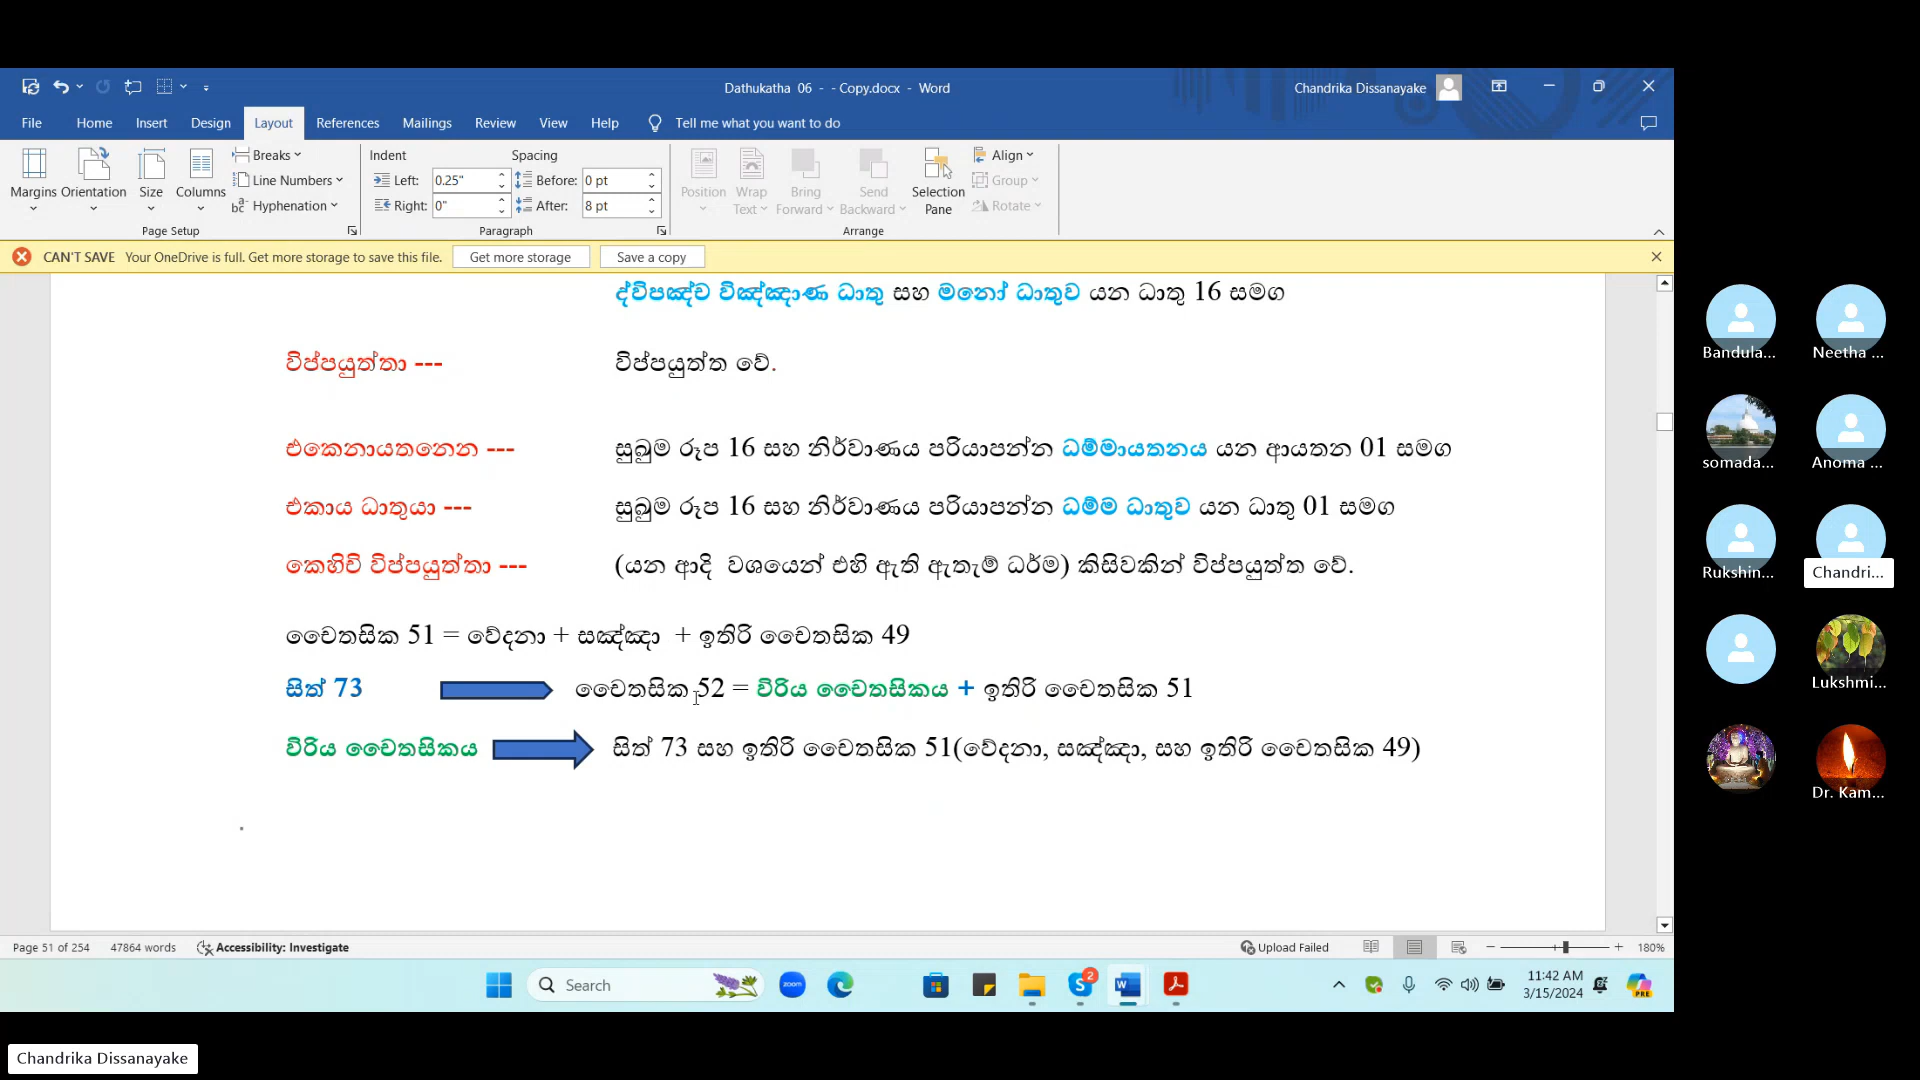 Dathukatha 06 - - Copy.docx - Word
Chandrika Dissanayake
File Home Insert Design Layout References Mailings Review View Help Tell me what you want to do
Margins Orientation Size Columns
Breaks
Line Numbers
Hyphenation
Page Setup
Indent Spacing
Left: 0.25" Before: 0 pt
Right: 0" After: 8 pt
Paragraph
Position Wrap Text Bring Forward Send Backward Selection Pane
Align
Group
Rotate
Arrange
CAN'T SAVE Your OneDrive is full. Get more storage to save this file. Get more storage Save a copy
ද්විපඤ්ච විඤ්ඤාණ ධාතු සහ මනෝ ධාතුව යන ධාතු 16 සමග
විප්පයුත්තා --- විප්පයුත්ත වේ.
එකෙනායතනෙන --- සුඛුම රූප 16 සහ නිර්වාණය පරියාපන්න ධම්මායතනය යන ආයතන 01 සමග
එකාය ධාතුයා --- සුඛුම රූප 16 සහ නිර්වාණය පරියාපන්න ධම්ම ධාතුව යන ධාතු 01 සමග
කෙහිචි විප්පයුත්තා --- (යන ආදි වශයෙන් එහි ඇති ඇතැම් ධර්ම) කිසිවකින් විප්පයුත්ත වේ.
චෛතසික 51 = වේදනා + සඤ්ඤා + ඉතිරි චෛතසික 49
සිත් 73 චෛතසික 52 = විරිය චෛතසිකය + ඉතිරි චෛතසික 51
විරිය චෛතසිකය සිත් 73 සහ ඉතිරි චෛතසික 51(වේදනා, සඤ්ඤා, සහ ඉතිරි චෛතසික 49)
Page 51 of 254 47864 words Accessibility: Investigate Upload Failed 180%
Search zoom 2 11:42 AM
3/15/2024
PRE
Bandula... Neetha ...
somada... Anoma ...
Rukshin... Chandri...
Lukshmi...
Dr. Kam...
Chandrika Dissanayake